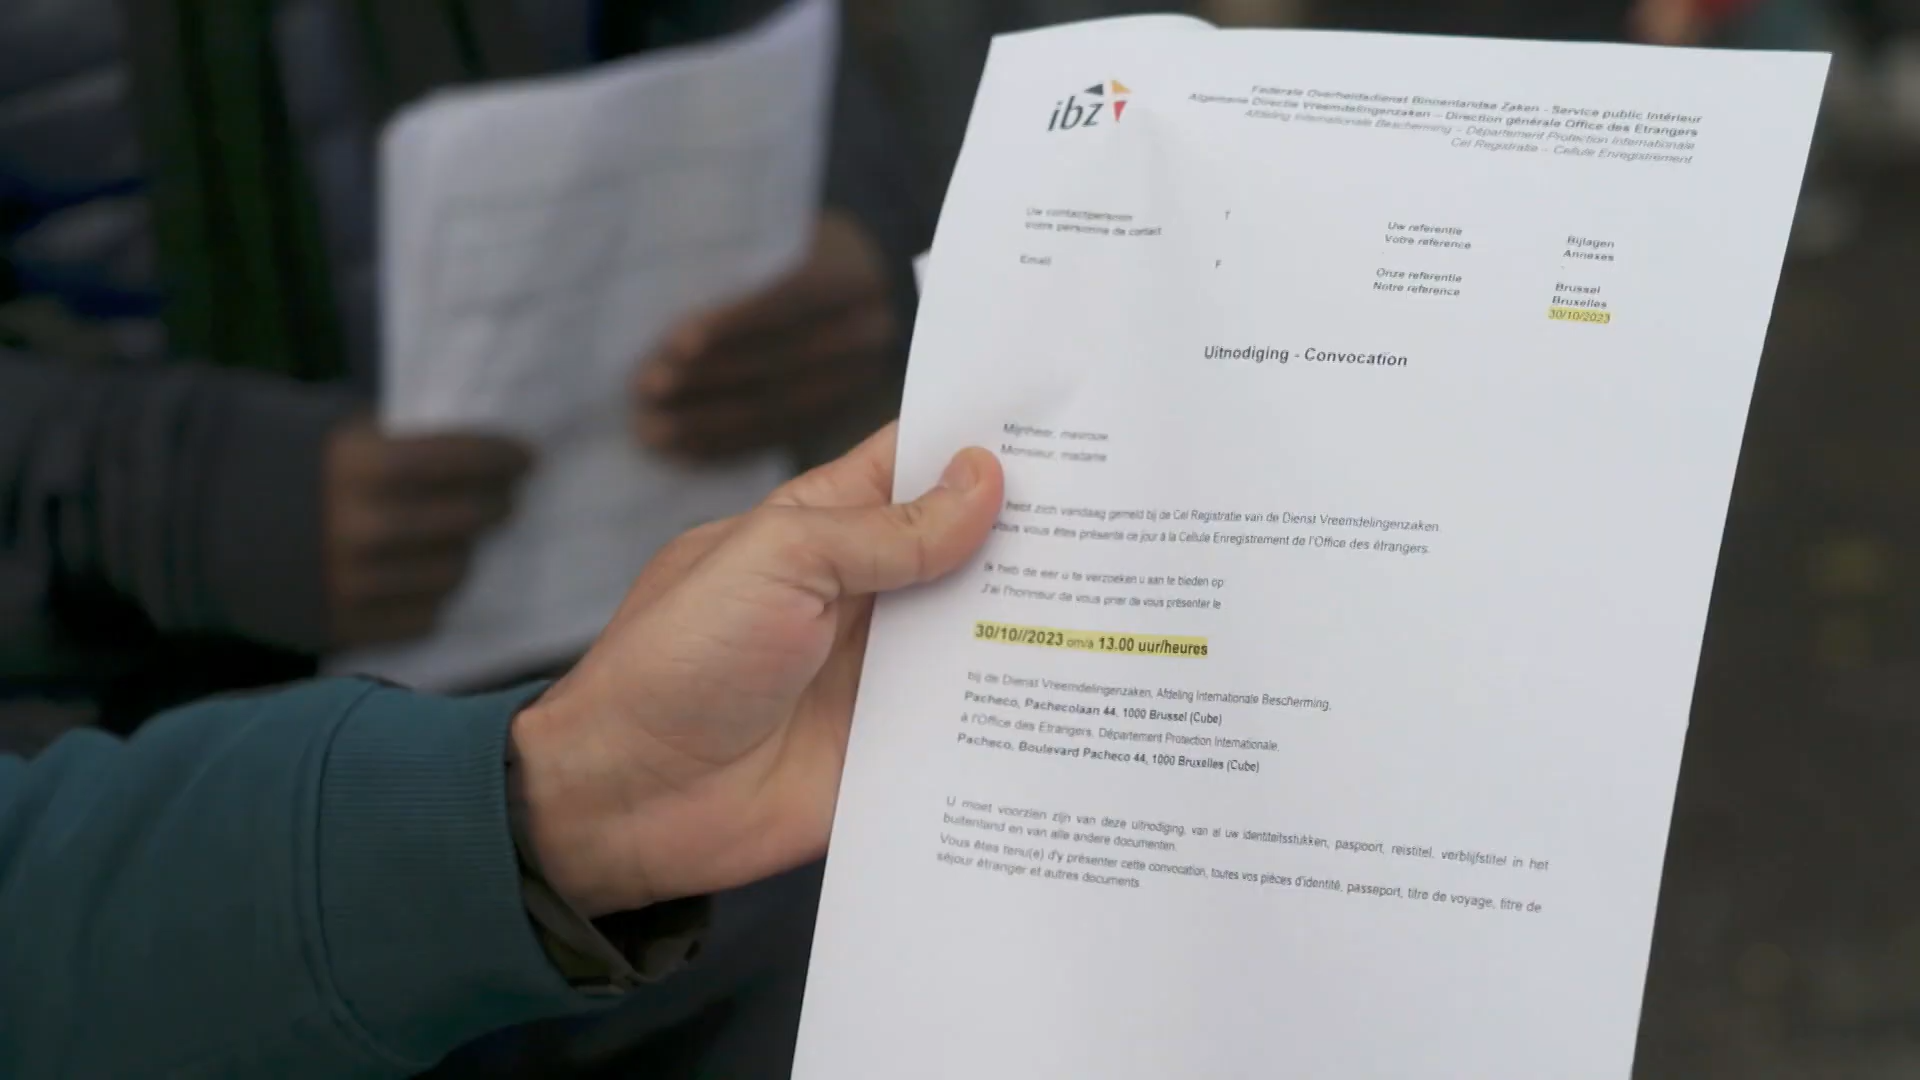 ibz
Federale Overheidsdienst Binnenlandse Zaken - Service public Intérieur
Algemene Directie Vreemdelingenzaken – Direction générale Office des Etrangers
Afdeling Internationale Bescherming – Département Protection Internationale
Cel Registratie – Cellule Enregistrement
Uw contactpersoon
Votre personne de contact
T
Email
F
Uw referentie
Votre reference
Onze referentie
Notre reference
Bijlagen
Annexes
Brussel
Bruxelles
30/10/2023
Uitnodiging - Convocation
Mijnheer, mevrouw
Monsieur, madame
hebt zich vandaag gemeld bij de Cel Registratie van de Dienst Vreemdelingenzaken.
Vous vous êtes présenté ce jour à la Cellule Enregistrement de l'Office des étrangers.
Ik heb de eer u te verzoeken u aan te bieden op:
J'ai l'honneur de vous prier de vous présenter le
30/10//2023 om/à 13.00 uur/heures
bij de Dienst Vreemdelingenzaken, Afdeling Internationale Bescherming,
Pacheco, Pachecolaan 44, 1000 Brussel (Cube)
à l'Office des Etrangers, Département Protection Internationale,
Pacheco, Boulevard Pacheco 44, 1000 Bruxelles (Cube)
U moet voorzien zijn van deze uitnodiging, van al uw identiteitsstukken, paspoort, reistitel, verblijfstitel in het
buitenland en van alle andere documenten.
Vous êtes tenu(e) d'y présenter cette convocation, toutes vos pièces d'identité, passeport, titre de voyage, titre de
séjour étranger et autres documents